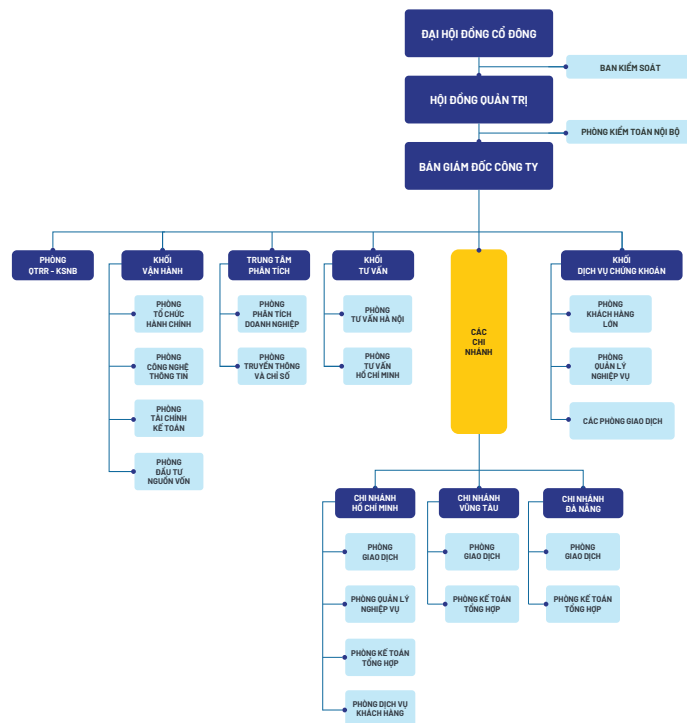 ĐẠI HỘI ĐỒNG CỔ ĐÔNG
BAN KIỂM SOÁT
HỘI ĐỒNG QUẢN TRỊ
PHÒNG KIỂM TOÁN NỘI BỘ
BÁN GIÁM ĐỐC CÔNG TY
PHÒNG
QTRR - KSNB
KHỐI
VẬN HÀNH
PHÒNG
TỔ CHỨC
HÀNH CHÍNH
PHÒNG
CÔNG NGHỆ
THÔNG TIN
PHÒNG
TÀI CHÍNH
KẾ TOÁN
PHÒNG
ĐẦU TƯ
NGUỒN VỐN
TRUNG TÂM
PHÂN TÍCH
PHÒNG
PHÂN TÍCH
DOANH NGHIỆP
PHÒNG
TRUYỀN THÔNG
VÀ CHỈ SỐ
KHỐI
TƯ VẤN
PHÒNG
TƯ VẤN HÀ NỘI
PHÒNG
TƯ VẤN
HỒ CHÍ MINH
CÁC
CHI
NHÁNH
KHỐI
DỊCH VỤ CHỨNG KHOÁN
PHÒNG
KHÁCH HÀNG
LỚN
PHÒNG
QUẢN LÝ
NGHIỆP VỤ
CÁC PHÒNG GIAO DỊCH
CHI NHÁNH
HỒ CHÍ MINH
PHÒNG
GIAO DỊCH
PHÒNG QUẢN LÝ
NGHIỆP VỤ
PHÒNG KẾ TOÁN
TỔNG HỢP
PHÒNG DỊCH VỤ
KHÁCH HÀNG
CHI NHÁNH
VŨNG TÀU
PHÒNG
GIAO DỊCH
PHÒNG KẾ TOÁN
TỔNG HỢP
CHI NHÁNH
ĐÀ NẴNG
PHÒNG
GIAO DỊCH
PHÒNG KẾ TOÁN
TỔNG HỢP